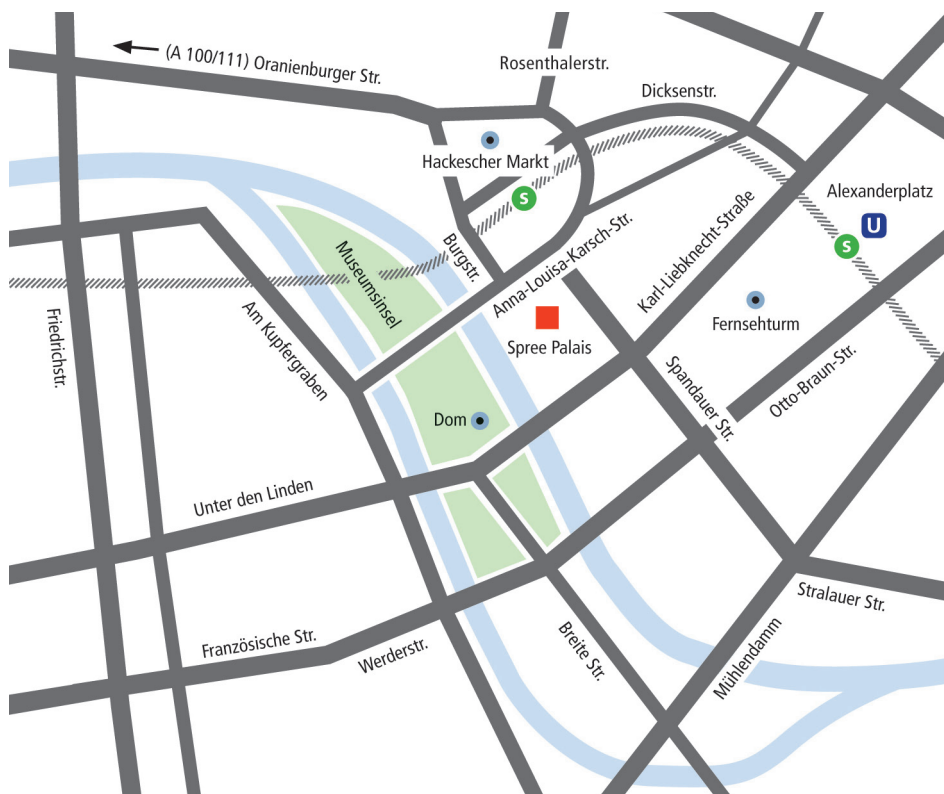 (A 100/111) Oranienburger Str.
Rosenthalerstr.
Dicksenstr.
Hackescher Markt
S
Alexanderplatz
U
S
Burgstr.
Anna-Louisa-Karsch-Str.
Karl-Liebknecht-Straße
Museumsinsel
Am Kupfergraben
Friedrichstr.
Spree Palais
Fernsehturm
Spandauer Str.
Otto-Braun-Str.
Dom
Unter den Linden
Stralauer Str.
Französische Str.
Werderstr.
Breite Str.
Mühlendamm